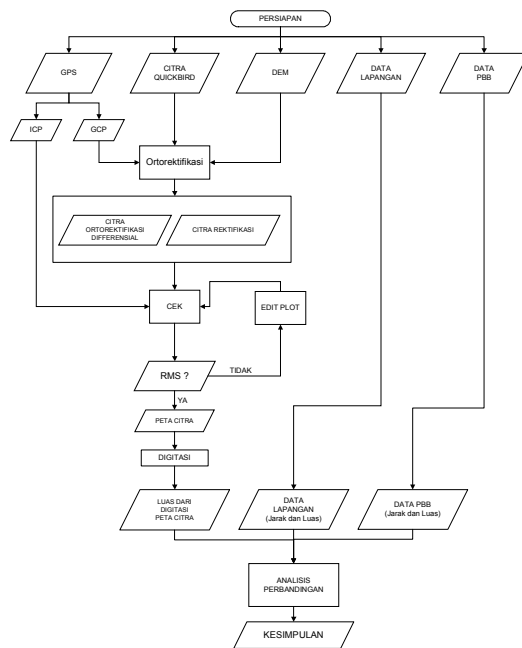 PERSIAPAN
GPS
CITRA
QUICKBIRD
DEM
DATA
LAPANGAN
DATA
PBB
ICP
GCP
Ortorektifikasi
CITRA
ORTOREKTIFIKASI
DIFFERENSIAL
CITRA REKTIFIKASI
CEK
EDIT PLOT
RMS ?
TIDAK
YA
PETA CITRA
DIGITASI
LUAS DARI
DIGITASI
PETA CITRA
DATA
LAPANGAN
(Jarak dan Luas)
DATA PBB
(Jarak dan Luas)
ANALISIS
PERBANDINGAN
KESIMPULAN